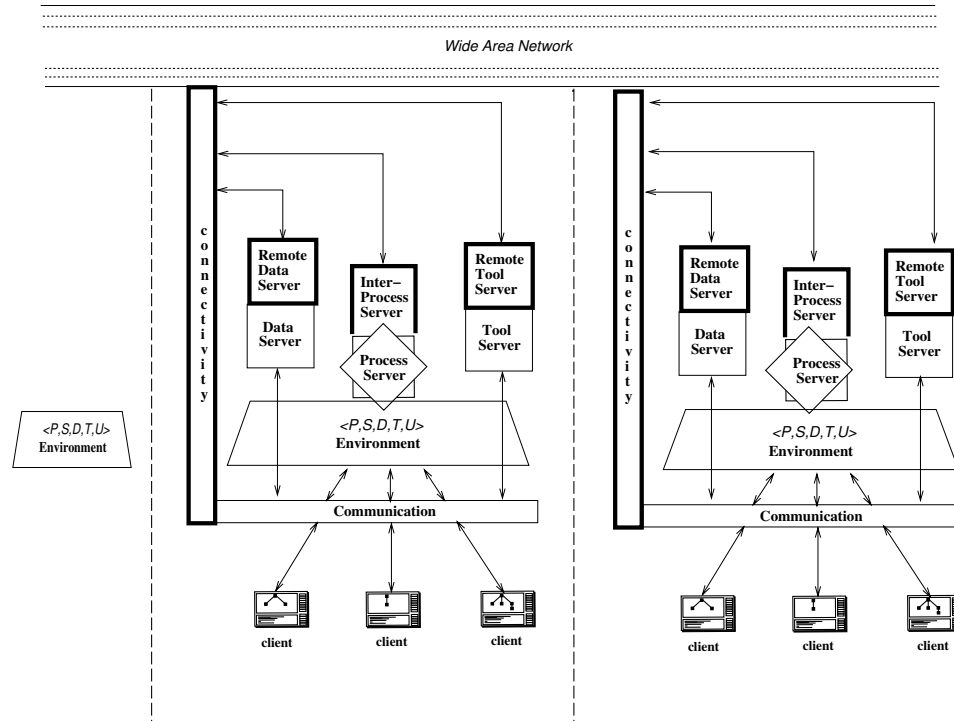 Wide Area Network
connectivity
Remote
Data
Server
Data
Server
Inter-
Process
Server
Process
Server
Remote
Tool
Server
Tool
Server
<P,S,D,T,U>
Environment
<P,S,D,T,U>
Environment
Communication
client
client
client
connectivity
Remote
Data
Server
Data
Server
Inter-
Process
Server
Process
Server
Remote
Tool
Server
Tool
Server
<P,S,D,T,U>
Environment
Communication
client
client
client